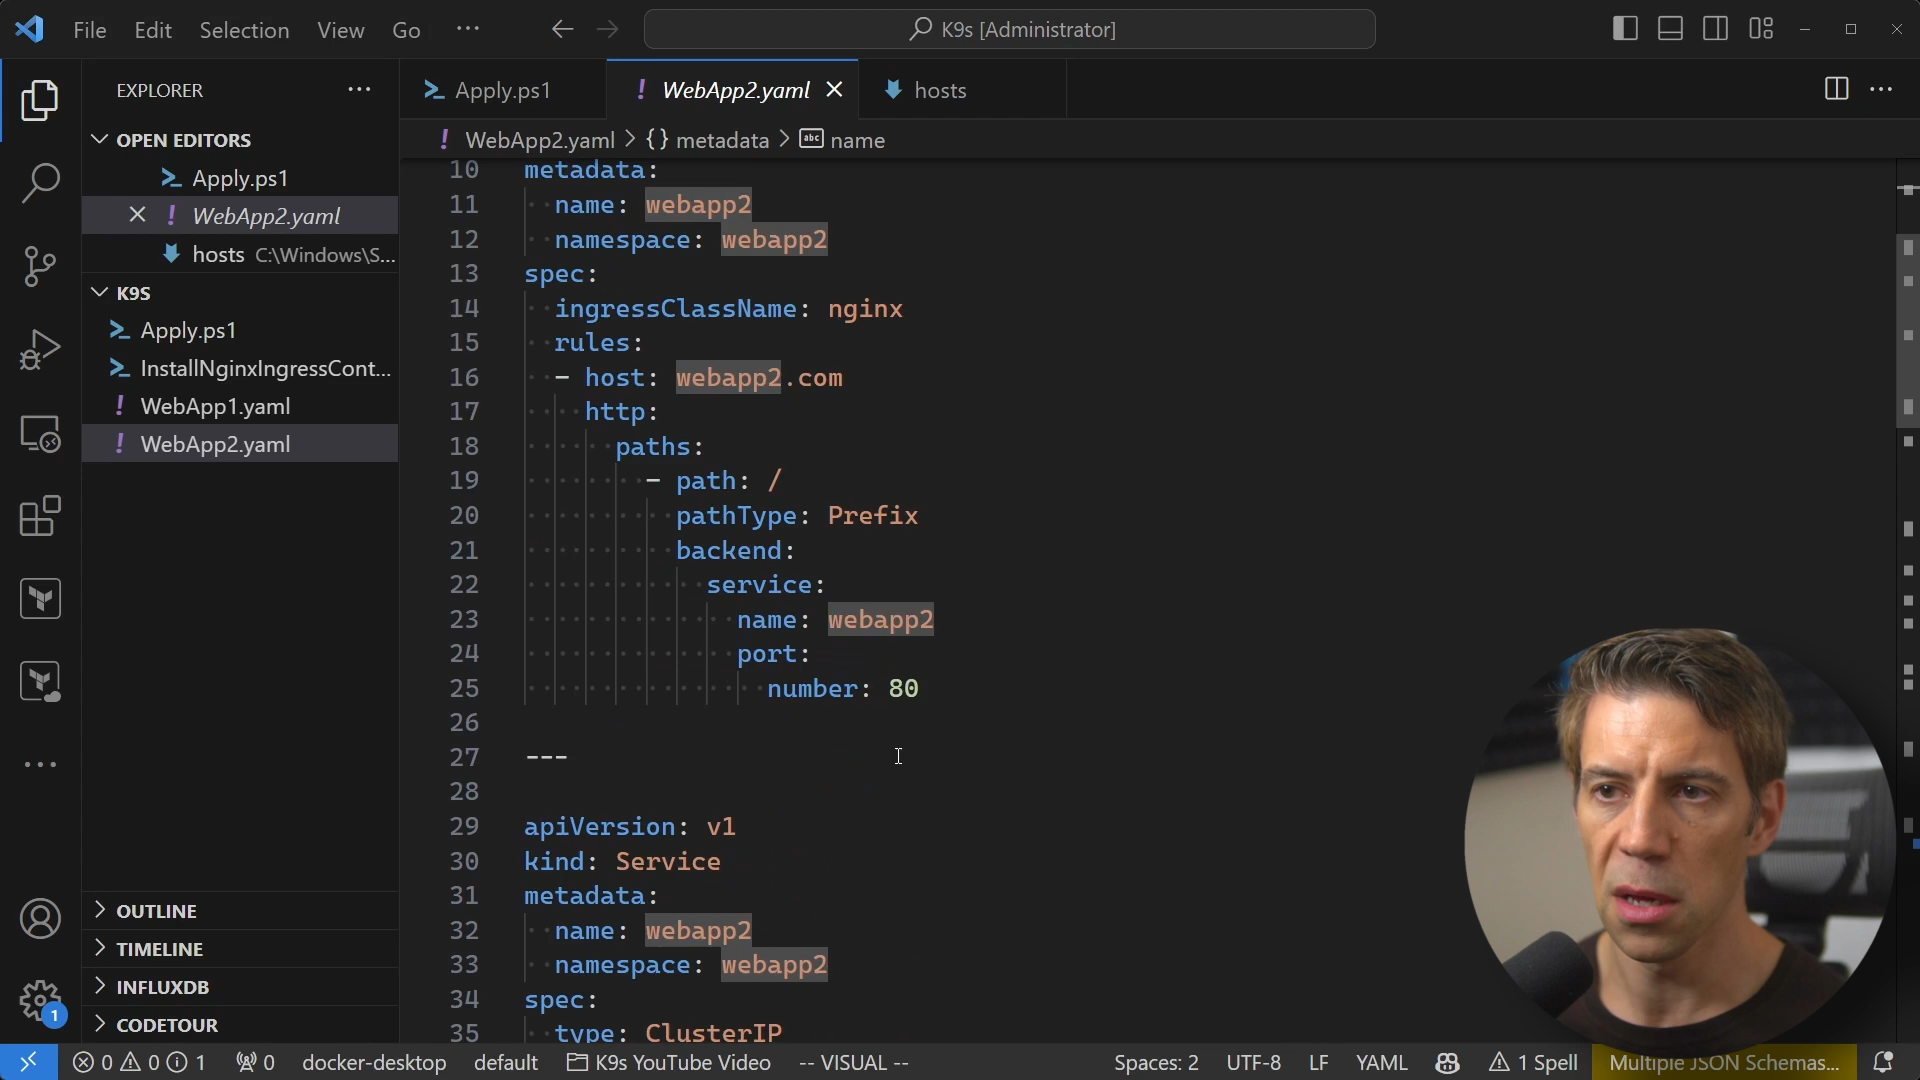 File Edit Selection View Go ··· K9s [Administrator]
EXPLORER ···
Apply.ps1 ! WebApp2.yaml hosts ···
! WebApp2.yaml > {} metadata > abc name
OPEN EDITORS
Apply.ps1
! WebApp2.yaml
hosts C:\Windows\S...
K9S
Apply.ps1
InstallNginxIngressCont...
! WebApp1.yaml
! WebApp2.yaml
OUTLINE
TIMELINE
INFLUXDB
CODETOUR
10 metadata:
11 name: webapp2
12 namespace: webapp2
13 spec:
14 ingressClassName: nginx
15 rules:
16 - host: webapp2.com
17 http:
18 paths:
19 - path: /
20 pathType: Prefix
21 backend:
22 service:
23 name: webapp2
24 port:
25 number: 80
26
27 ---
28
29 apiVersion: v1
30 kind: Service
31 metadata:
32 name: webapp2
33 namespace: webapp2
34 spec:
35 type: ClusterIP
1
0 0 1 0 docker-desktop default K9s YouTube Video -- VISUAL -- Spaces: 2 UTF-8 LF YAML 1 Spell Multiple JSON Schemas...